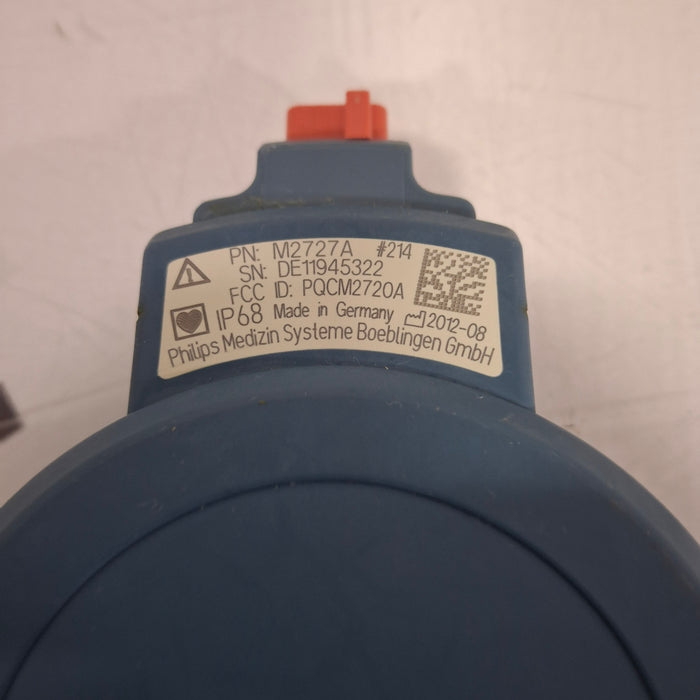 PN: M2727A #214
SN: DE11945322
FCC ID: PQCM2720A
IP68 Made in Germany 2012-08
Philips Medizin Systeme Boeblingen GmbH